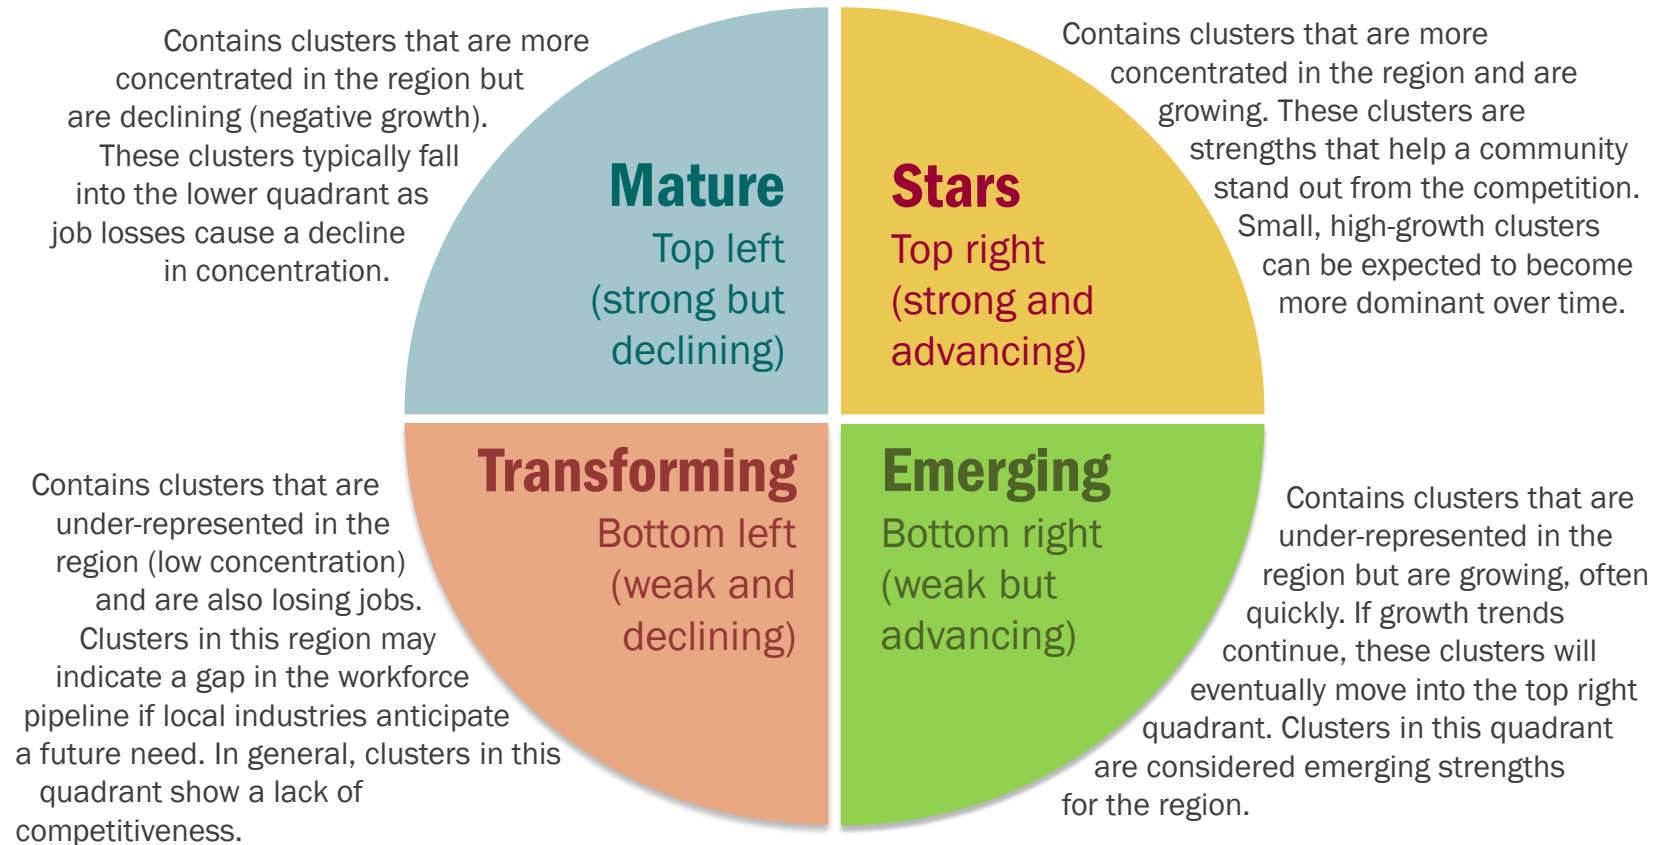 Contains clusters that are more
concentrated in the region but
are declining (negative growth).
These clusters typically fall
into the lower quadrant as
job losses cause a decline
in concentration.
Mature
Top left
(strong but
declining)
Stars
Top right
(strong and
advancing)
Contains clusters that are more
concentrated in the region and are
growing. These clusters are
strengths that help a community
stand out from the competition.
Small, high-growth clusters
can be expected to become
more dominant over time.
Contains clusters that are
under-represented in the
region (low concentration)
and are also losing jobs.
Clusters in this region may
indicate a gap in the workforce
pipeline if local industries anticipate
a future need. In general, clusters in this
quadrant show a lack of
competitiveness.
Transforming
Bottom left
(weak and
declining)
Emerging
Bottom right
(weak but
advancing)
Contains clusters that are
under-represented in the
region but are growing, often
quickly. If growth trends
continue, these clusters will
eventually move into the top right
quadrant. Clusters in this quadrant
are considered emerging strengths
for the region.